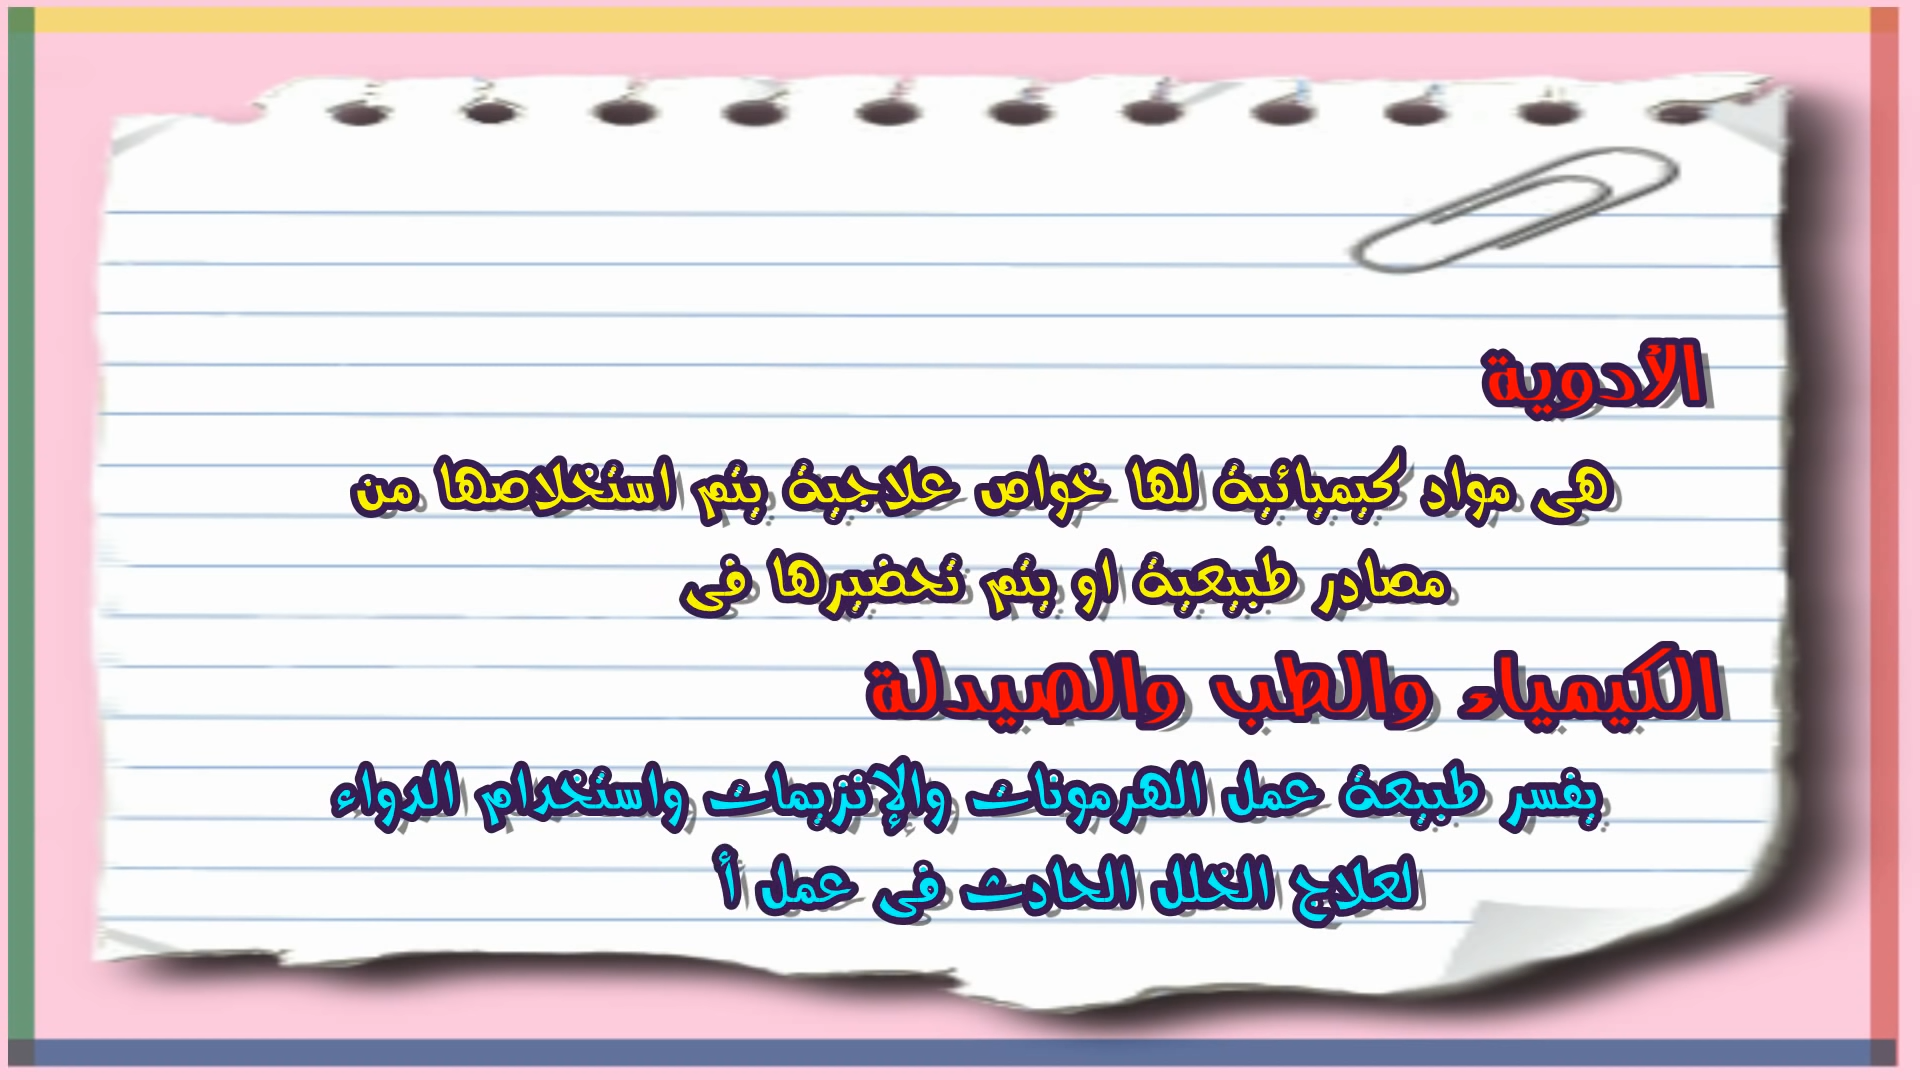 الأدوية
هى مواد كيميائية لها خواص علاجية يتم استخلاصها من
مصادر طبيعية او يتم تحضيرها فى
الكيمياء والطب والصيدلة
يفسر طبيعة عمل الهرمونات والإنزيمات واستخدام الدواء
لعلاج الخلل الحادث فى عمل أ